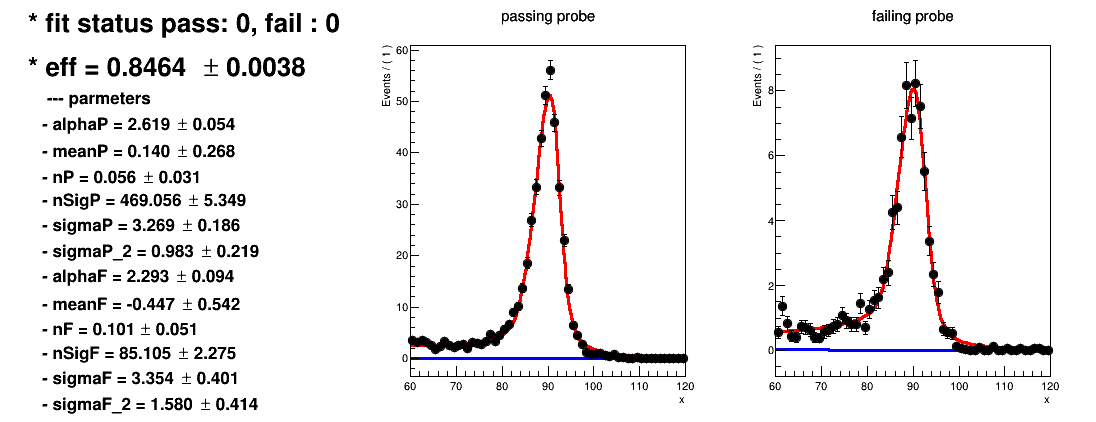 * fit status pass: 0, fail : 0
* eff = 0.8464 ± 0.0038
--- parmeters
- alphaP = 2.619 ± 0.054
- meanP = 0.140 ± 0.268
- nP = 0.056 ± 0.031
- nSigP = 469.056 ± 5.349
- sigmaP = 3.269 ± 0.186
- sigmaP_2 = 0.983 ± 0.219
- alphaF = 2.293 ± 0.094
- meanF = -0.447 ± 0.542
- nF = 0.101 ± 0.051
- nSigF = 85.105 ± 2.275
- sigmaF = 3.354 ± 0.401
- sigmaF_2 = 1.580 ± 0.414
passing probe
Events / ( 1 )
60
50
40
30
20
10
0
60 70 80 90 100 110 120
x
failing probe
Events / ( 1 )
8
6
4
2
0
60 70 80 90 100 110 120
x